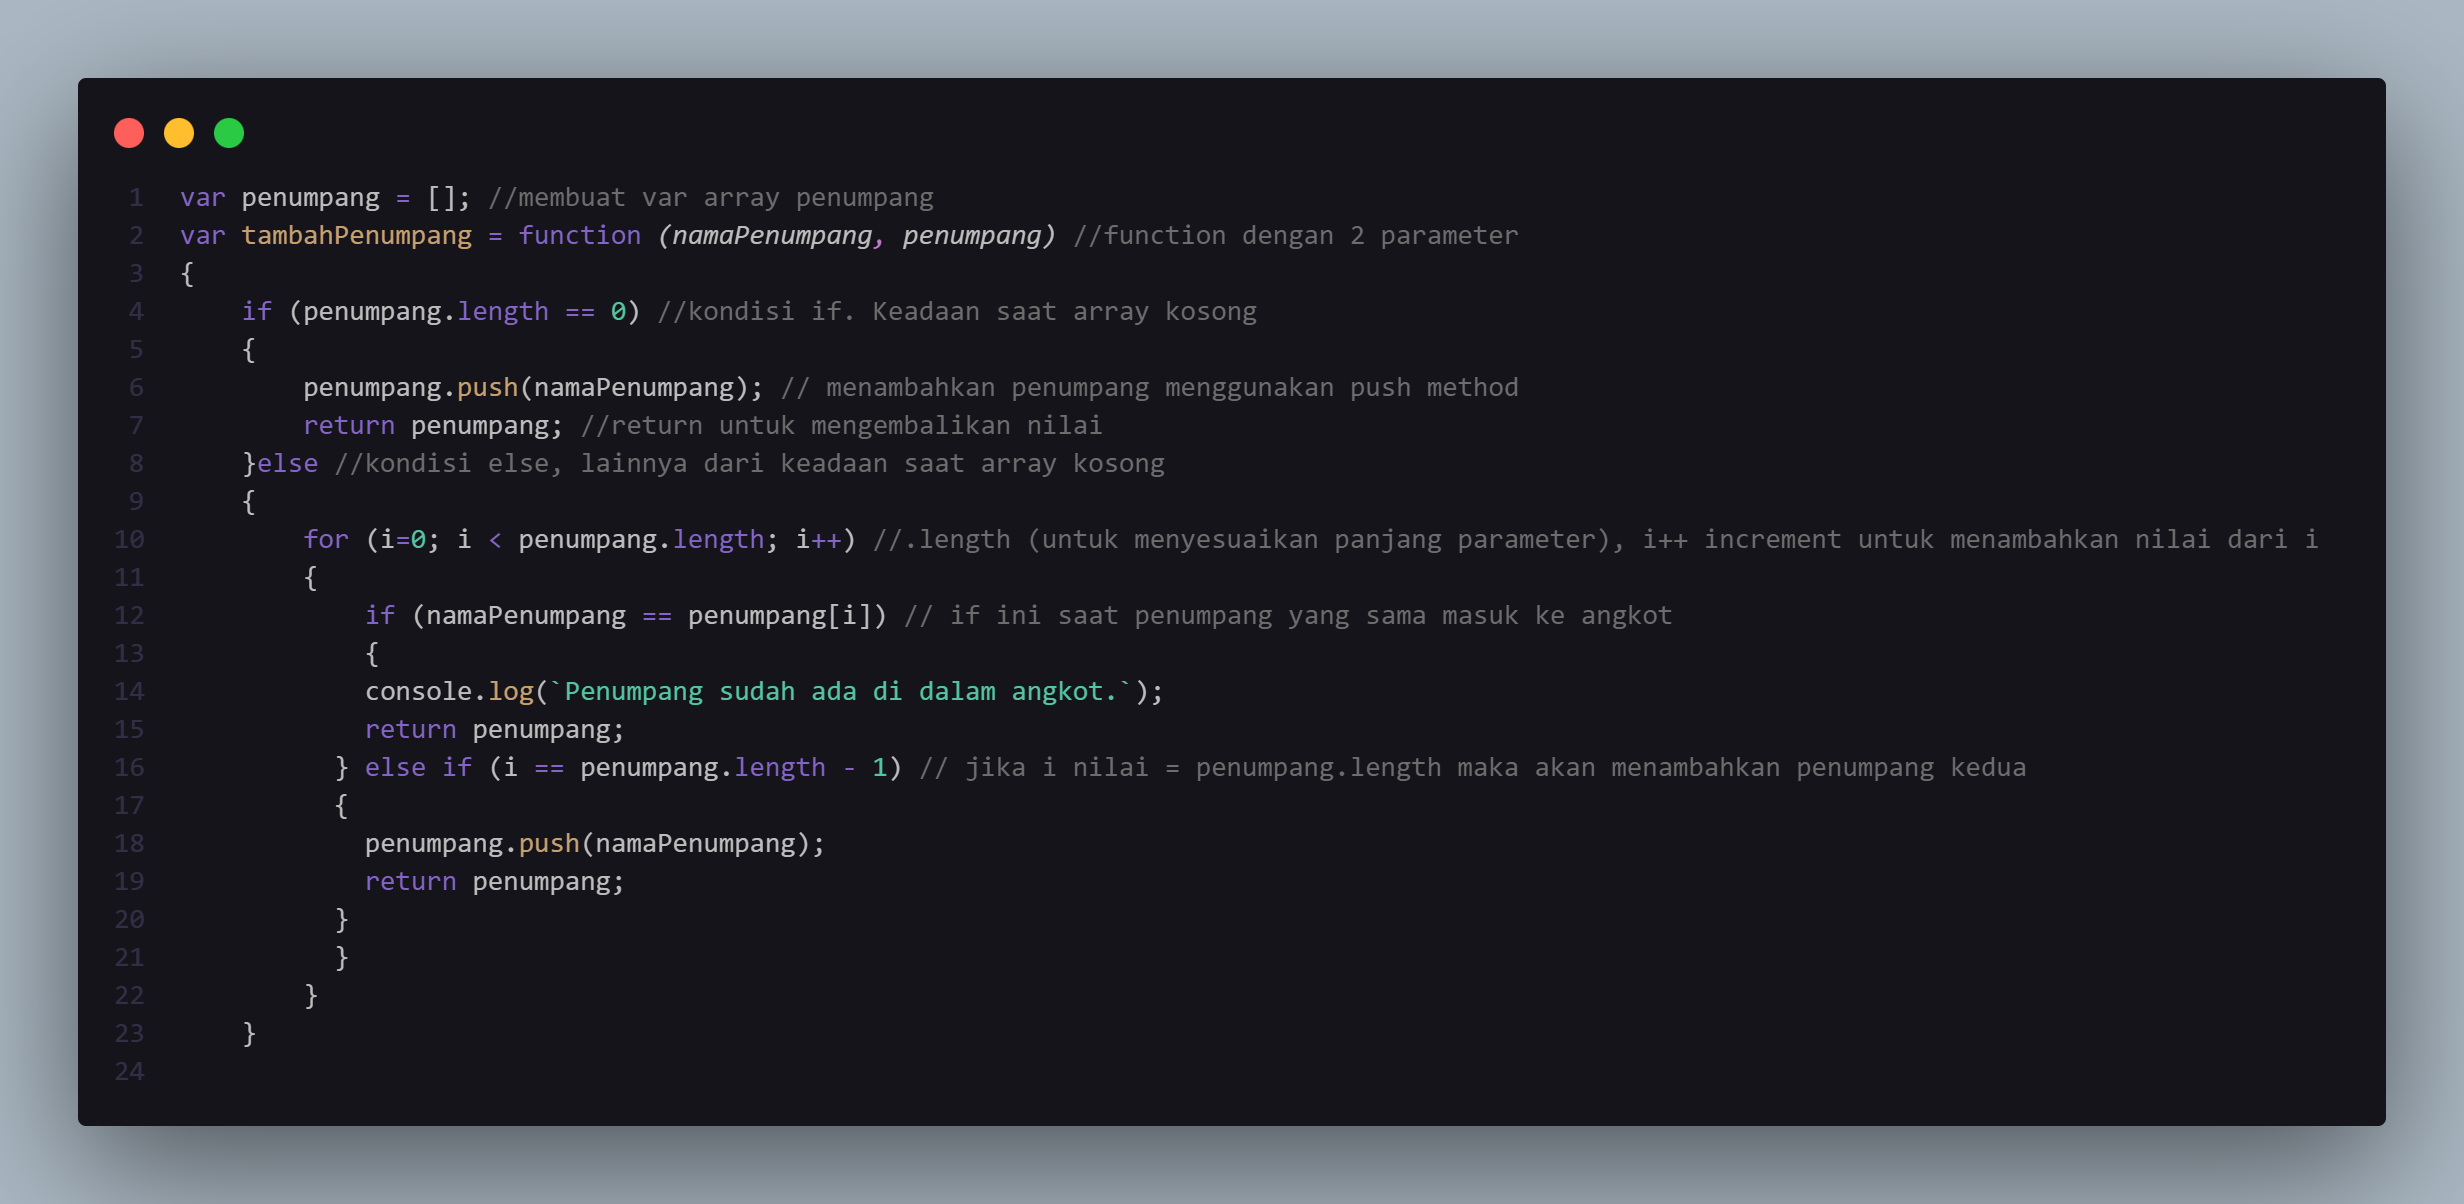 1 var penumpang = []; //membuat var array penumpang
2 var tambahPenumpang = function (namaPenumpang, penumpang) //function dengan 2 parameter
3 {
4     if (penumpang.length == 0) //kondisi if. Keadaan saat array kosong
5     {
6         penumpang.push(namaPenumpang); // menambahkan penumpang menggunakan push method
7         return penumpang; //return untuk mengembalikan nilai
8     }else //kondisi else, lainnya dari keadaan saat array kosong
9     {
10         for (i=0; i < penumpang.length; i++) //.length (untuk menyesuaikan panjang parameter), i++ increment untuk menambahkan nilai dari i
11         {
12             if (namaPenumpang == penumpang[i]) // if ini saat penumpang yang sama masuk ke angkot
13             {
14             console.log(`Penumpang sudah ada di dalam angkot.`);
15             return penumpang;
16           } else if (i == penumpang.length - 1) // jika i nilai = penumpang.length maka akan menambahkan penumpang kedua
17           {
18             penumpang.push(namaPenumpang);
19             return penumpang;
20           }
21           }
22         }
23     }
24